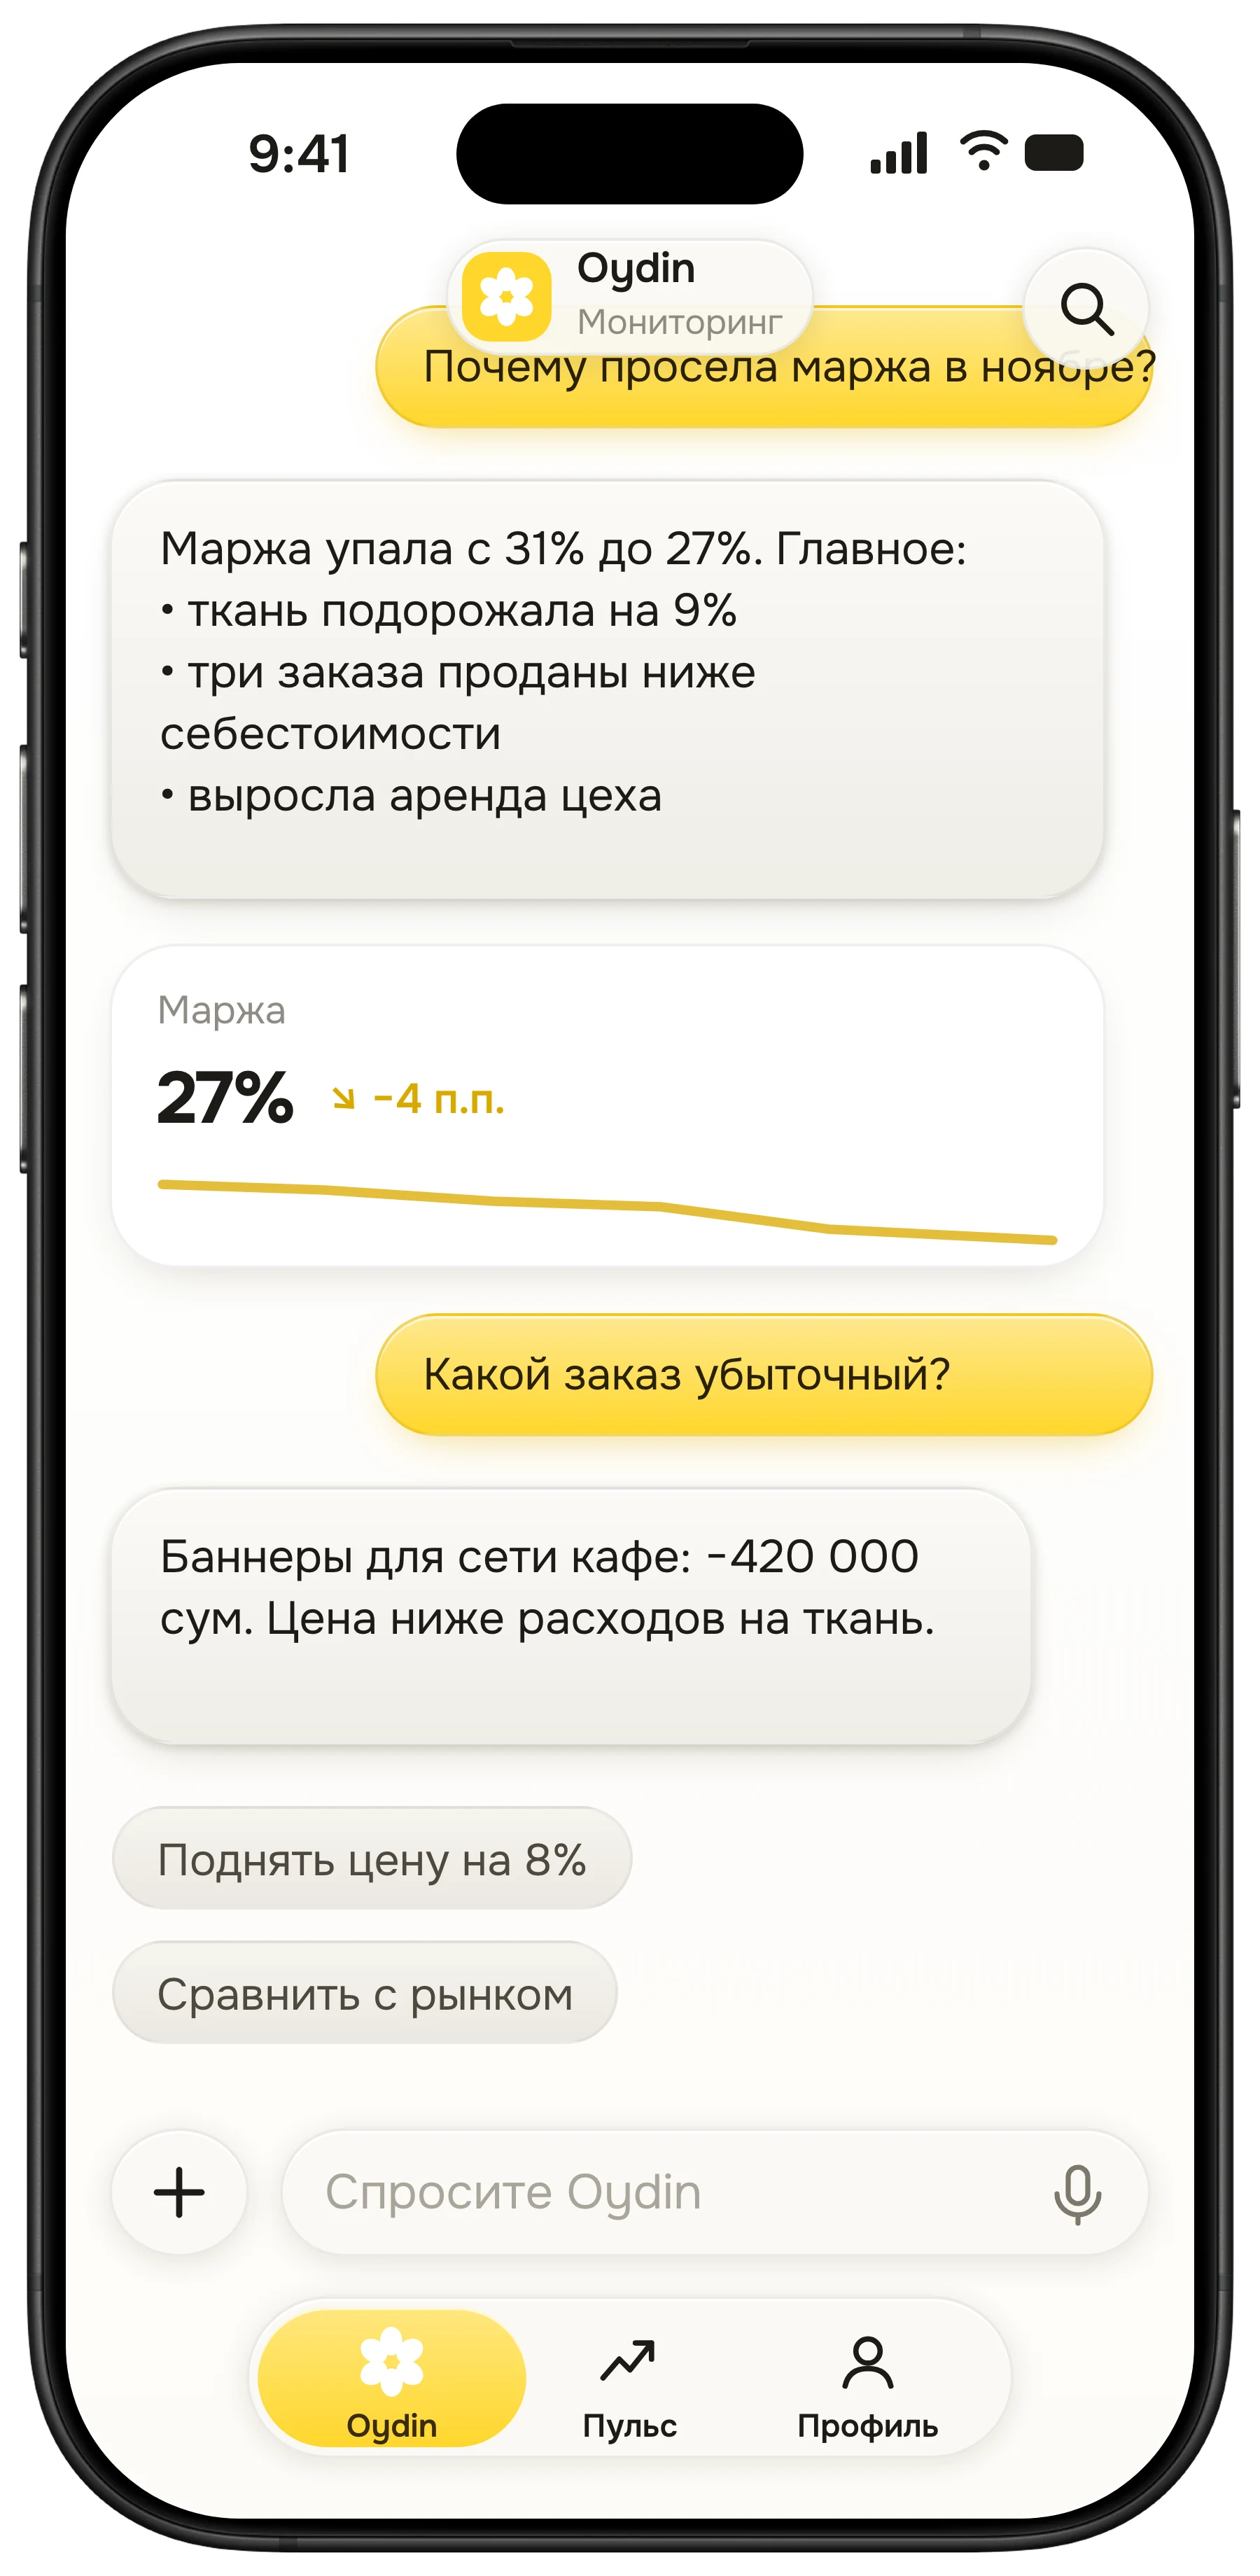 9:41
Oydin
Мониторинг
Почему просела маржа в ноябре?
Маржа упала с 31% до 27%. Главное:
• ткань подорожала на 9%
• три заказа проданы ниже
себестоимости
• выросла аренда цеха
Маржа
27% ↘ −4 п.п.
Какой заказ убыточный?
Баннеры для сети кафе: −420 000
сум. Цена ниже расходов на ткань.
Поднять цену на 8%
Сравнить с рынком
Спросите Oydin
Oydin Пульс Профиль